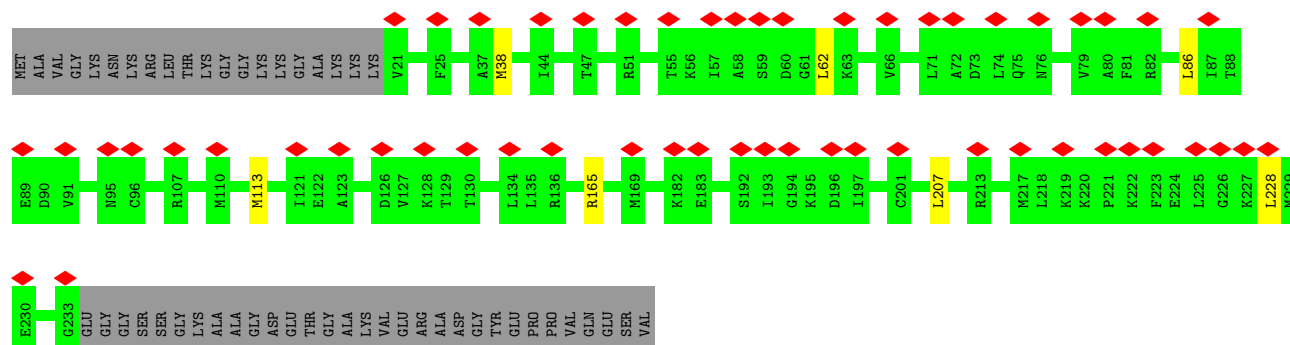 MET ALA VAL GLY LYS ASN LYS ARG LEU THR LYS GLY GLY LYS LYS GLY ALA LYS LYS LYS V21 F25 A37 M38 I44 T47 R51 T55 K56 I57 A58 S59 D60 G61 L62 K63 V66 L71 A72 D73 L74 Q75 N76 V79 A80 F81 R82 L86 I87 T88
E89 D90 V91 N95 C96 R107 M110 M113 I121 E122 A123 D126 V127 K128 T129 T130 L134 L135 R136 R165 M169 K182 E183 S192 I193 G194 K195 D196 I197 C201 L207 R213 M217 L218 K219 K220 P221 K222 F223 E224 L225 G226 K227 L228 M229
E230 G233 GLU GLY GLY SER SER GLY LYS ALA ALA GLY ASP GLU THR GLY ALA LYS VAL GLU ARG ALA ASP GLY TYR GLU PRO PRO VAL GLN GLU SER VAL